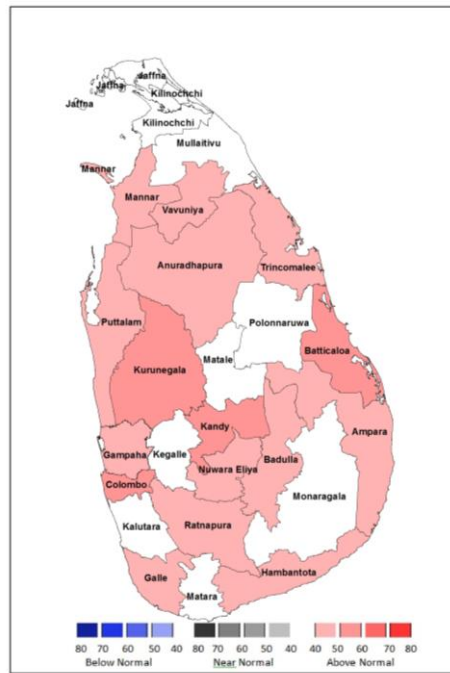 Jaffna
Jaffna
Kilinochchi
Jaffna
Kilinochchi
Mullaitivu
Mannar
Mannar
Vavuniya
Anuradhapura
Trincomalee
Puttalam
Polonnaruwa
Matale
Batticaloa
Kurunegala
Kandy
Ampara
Gampaha
Kegalle
Badulla
Nuwara Eliya
Colombo
Monaragala
Kalutara
Ratnapura
Galle
Hambantota
Matara
80 70 60 50 40 80 70 60 50 40 40 50 60 70 80
Below Normal Near Normal Above Normal